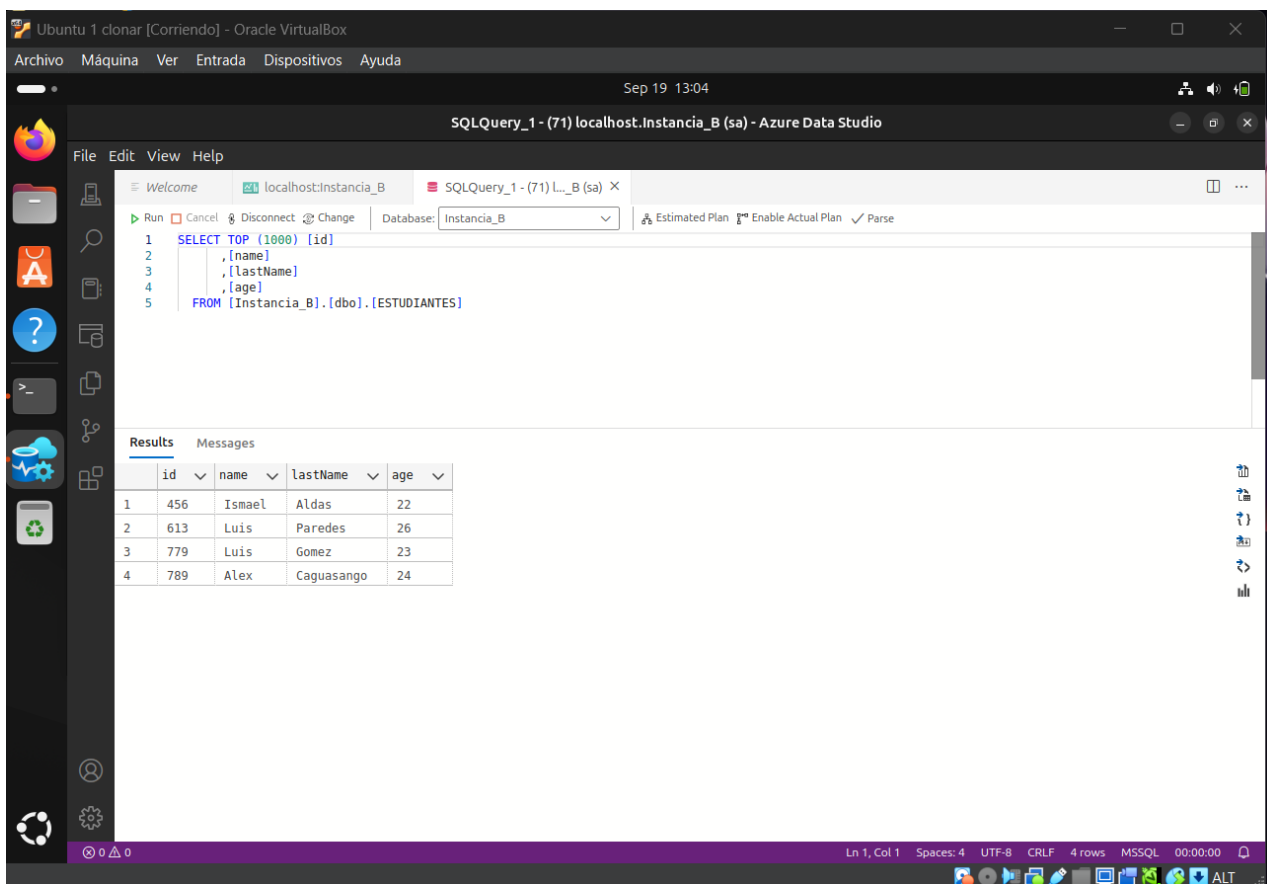 Ubuntu 1 clonar [Corriendo] - Oracle VirtualBox
Archivo Máquina Ver Entrada Dispositivos Ayuda
Sep 19 13:04
SQLQuery_1 - (71) localhost.Instancia_B (sa) - Azure Data Studio
File Edit View Help
Welcome localhost:Instancia_B SQLQuery_1 - (71) l..._B (sa)
Run Cancel Disconnect Change Database: Instancia_B Estimated Plan Enable Actual Plan Parse
1 SELECT TOP (1000) [id]
2 ,[name]
3 ,[lastName]
4 ,[age]
5 FROM [Instancia_B].[dbo].[ESTUDIANTES]
Results Messages
id name lastName age
1 456 Ismael Aldas 22
2 613 Luis Paredes 26
3 779 Luis Gomez 23
4 789 Alex Caguasango 24
0 0 Ln 1, Col 1 Spaces: 4 UTF-8 CRLF 4 rows MSSQL 00:00:00
ALT